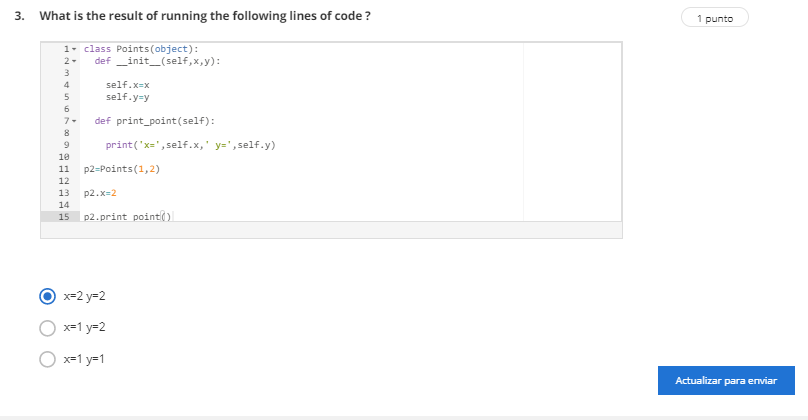 3. What is the result of running the following lines of code ?
1 punto
1 class Points(object):
2 def __init__(self,x,y):
3
4 self.x=x
5 self.y=y
6
7 def print_point(self):
8
9 print('x=',self.x,' y=',self.y)
10
11 p2=Points(1,2)
12
13 p2.x=2
14
15 p2.print point()
x=2 y=2
x=1 y=2
x=1 y=1
Actualizar para enviar